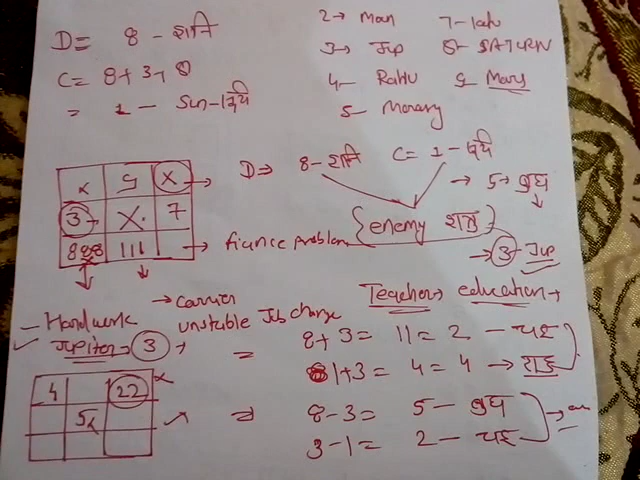 D = 8 - शनि
2 → Moon 7 - ketu
3 → Jup 8 - SATURN
C = 8 + 3 + 8
4 - Rahu 9 - Mars
= 1 - Sun - सूर्य
5 - Mercury
D ⇒ 8 - शनि C = 1 - सूर्य
x 9 x →
→ 5 → बुध
3 x. 7
{enemy शत्रु}
888 111 → finance problem
→ 3 - Jup
→ carrier
Teacher education +
- Hardwork
unstable Job change
✓ Jupiter → 3 +
= 8 + 3 = 11 = 2 - चंद्र
1 + 3 = 4 = 4 → राहु
4 22 x
5
⇒ 8 - 3 = 5 - बुध
3 - 1 = 2 - चंद्र